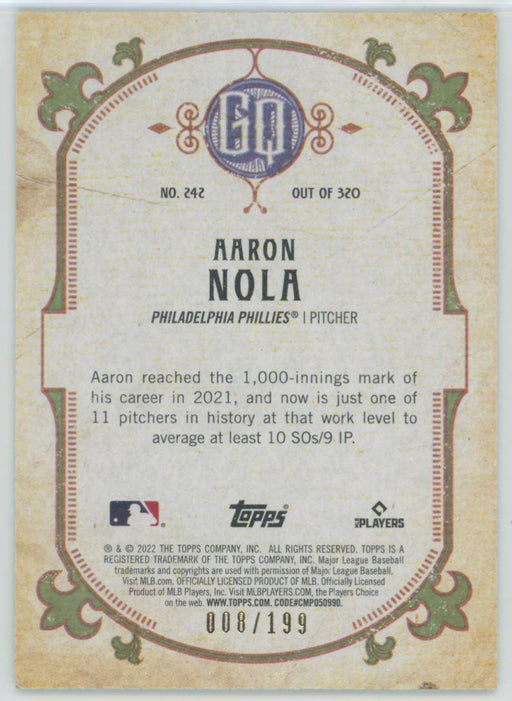 GQ
NO. 242 OUT OF 320
AARON
NOLA
PHILADELPHIA PHILLIES® | PITCHER
Aaron reached the 1,000-innings mark of
his career in 2021, and now is just one of
11 pitchers in history at that work level to
average at least 10 SOs/9 IP.
topps® MLB PLAYERS
® & © 2022 THE TOPPS COMPANY, INC. ALL RIGHTS RESERVED. TOPPS IS A
REGISTERED TRADEMARK OF THE TOPPS COMPANY, INC. Major League Baseball
trademarks and copyrights are used with permission of Major League Baseball.
Visit MLB.com. OFFICIALLY LICENSED PRODUCT OF MLB. Officially Licensed
Product of MLB Players, Inc. Visit MLBPLAYERS.COM, the Players Choice
on the web. WWW.TOPPS.COM. CODE#CMP050990.
008/199